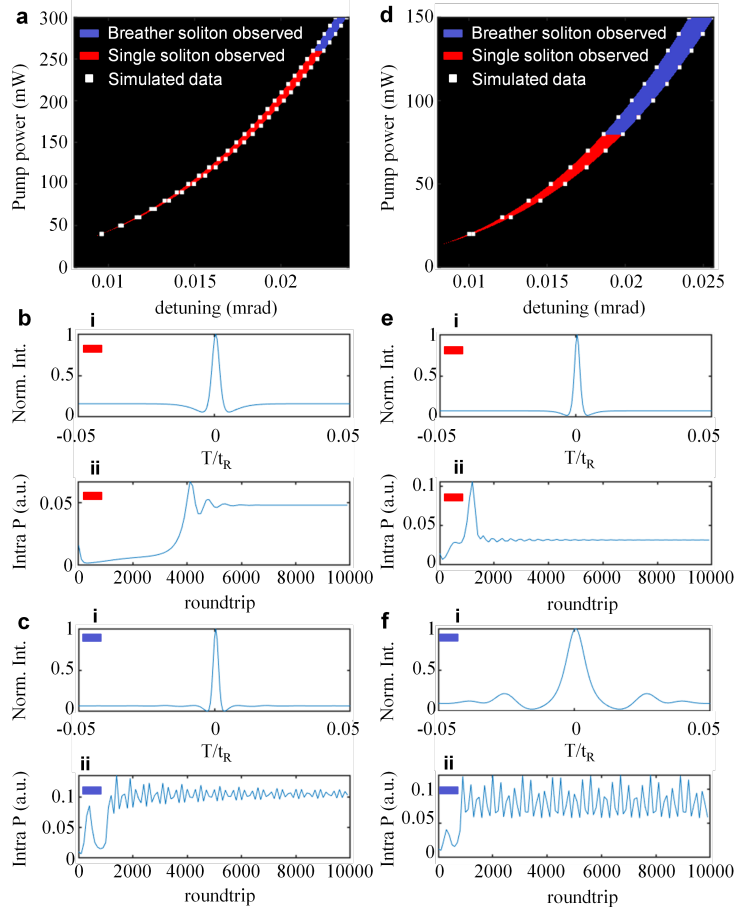 a
Breather soliton observed
Single soliton observed
Simulated data
Pump power (mW)
300
250
200
150
100
50
0
0.01
0.015
0.02
detuning (mrad)
d
Breather soliton observed
Single soliton observed
Simulated data
Pump power (mW)
150
100
50
0
0.01
0.015
0.02
0.025
detuning (mrad)
b
i
Norm. Int.
1
0.5
0
-0.05
0
0.05
T/t_R
ii
Intra P (a.u.)
0.05
0
0
2000
4000
6000
8000
10000
roundtrip
e
i
Norm. Int.
1
0.5
0
-0.05
0
0.05
T/t_R
ii
Intra P (a.u.)
0.1
0.05
0
0
2000
4000
6000
8000
10000
roundtrip
c
i
Norm. Int.
1
0.5
0
-0.05
0
0.05
T/t_R
ii
Intra P (a.u.)
0.1
0.05
0
0
2000
4000
6000
8000
10000
roundtrip
f
i
Norm. Int.
1
0.5
0
-0.05
0
0.05
T/t_R
ii
Intra P (a.u.)
0.1
0.05
0
0
2000
4000
6000
8000
10000
roundtrip